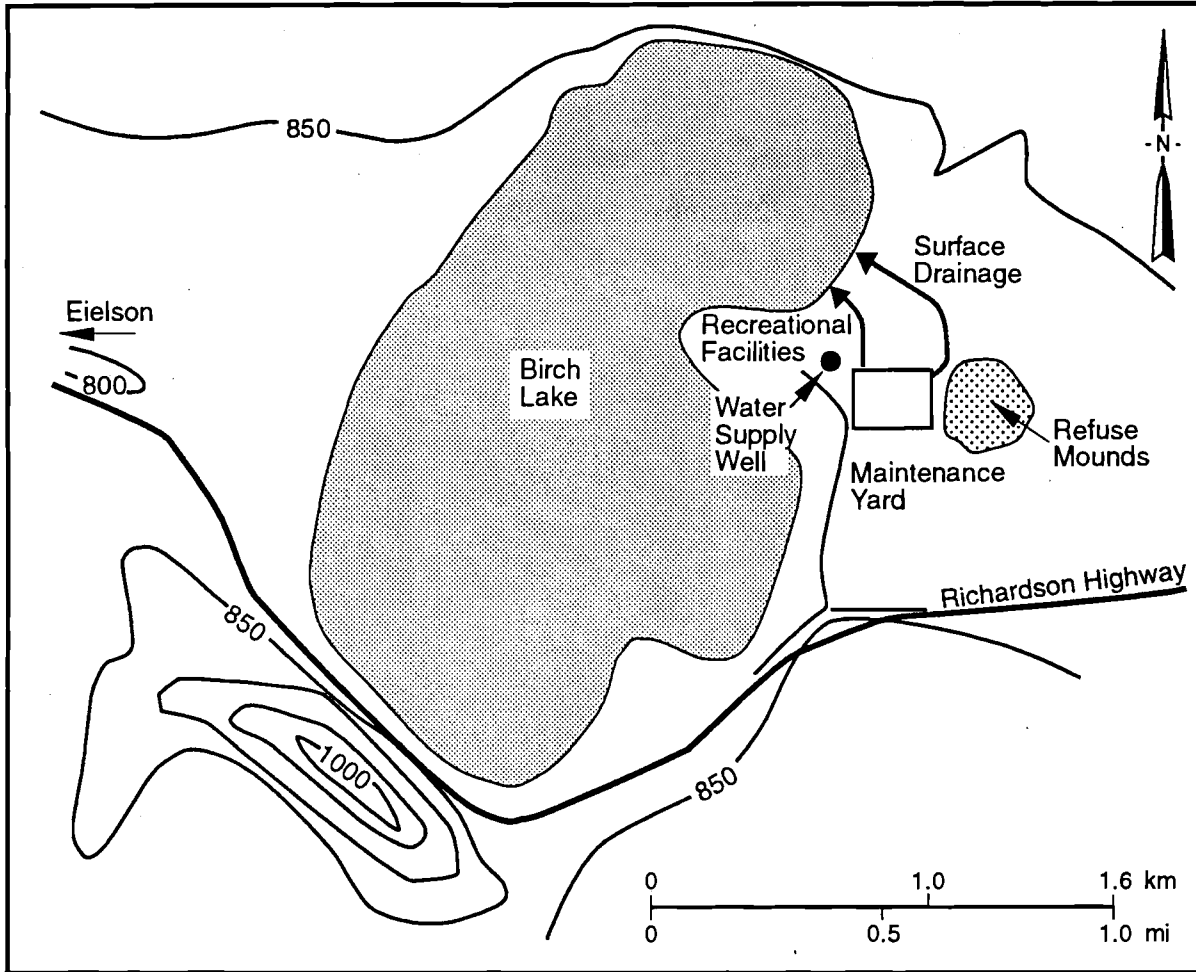 850
- N -
Surface
Drainage
Eielson
Recreational
Facilities
800
Birch
Lake
Water
Supply
Well
Refuse
Mounds
Maintenance
Yard
Richardson Highway
850
1000
850
0 1.0 1.6 km
0 0.5 1.0 mi